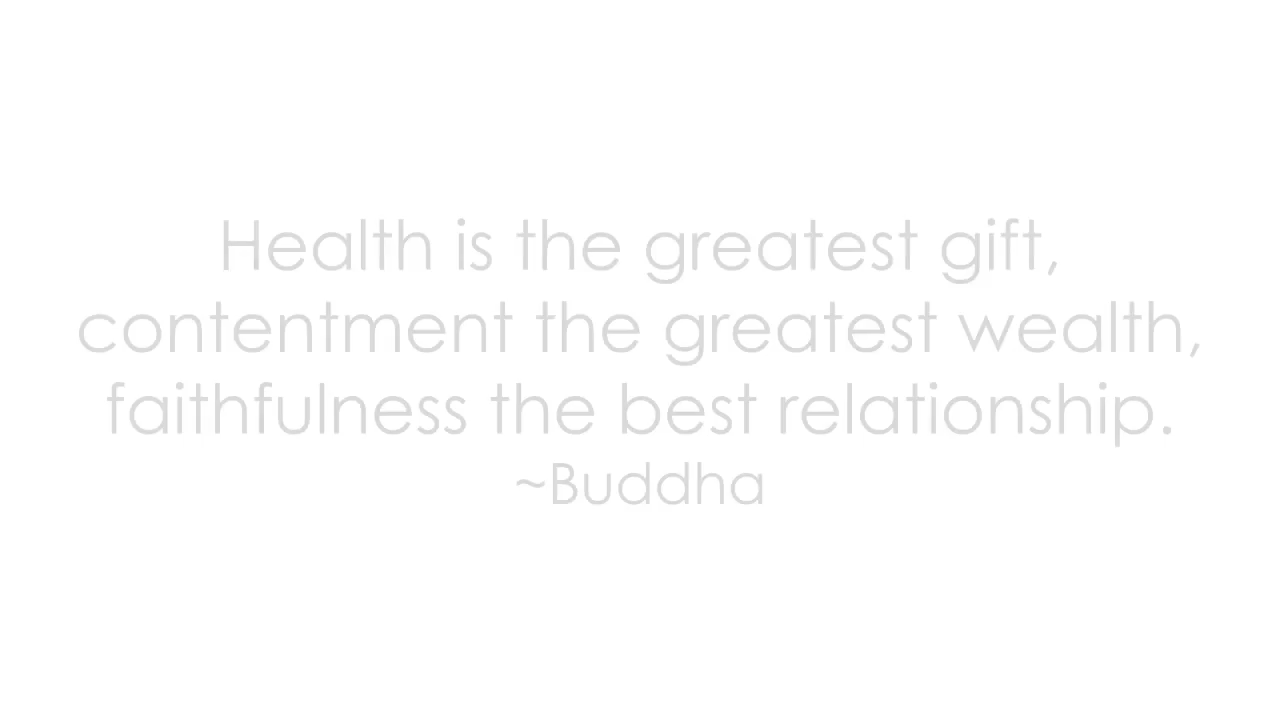 Health is the greatest gift,
contentment the greatest wealth,
faithfulness the best relationship.
~Buddha